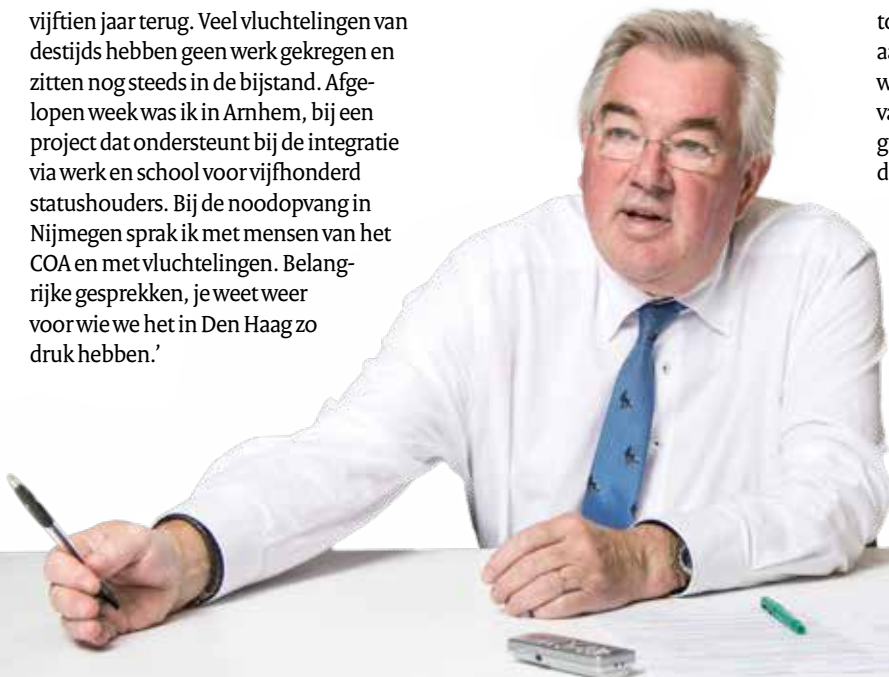 vijftien jaar terug. Veel vluchtelingen van
destijds hebben geen werk gekregen en
zitten nog steeds in de bijstand. Afge-
lopen week was ik in Arnhem, bij een
project dat ondersteunt bij de integratie
via werk en school voor vijfhonderd
statushouders. Bij de noodopvang in
Nijmegen sprak ik met mensen van het
COA en met vluchtelingen. Belang-
rijke gesprekken, je weet weer
voor wie we het in Den Haag zo
druk hebben.’